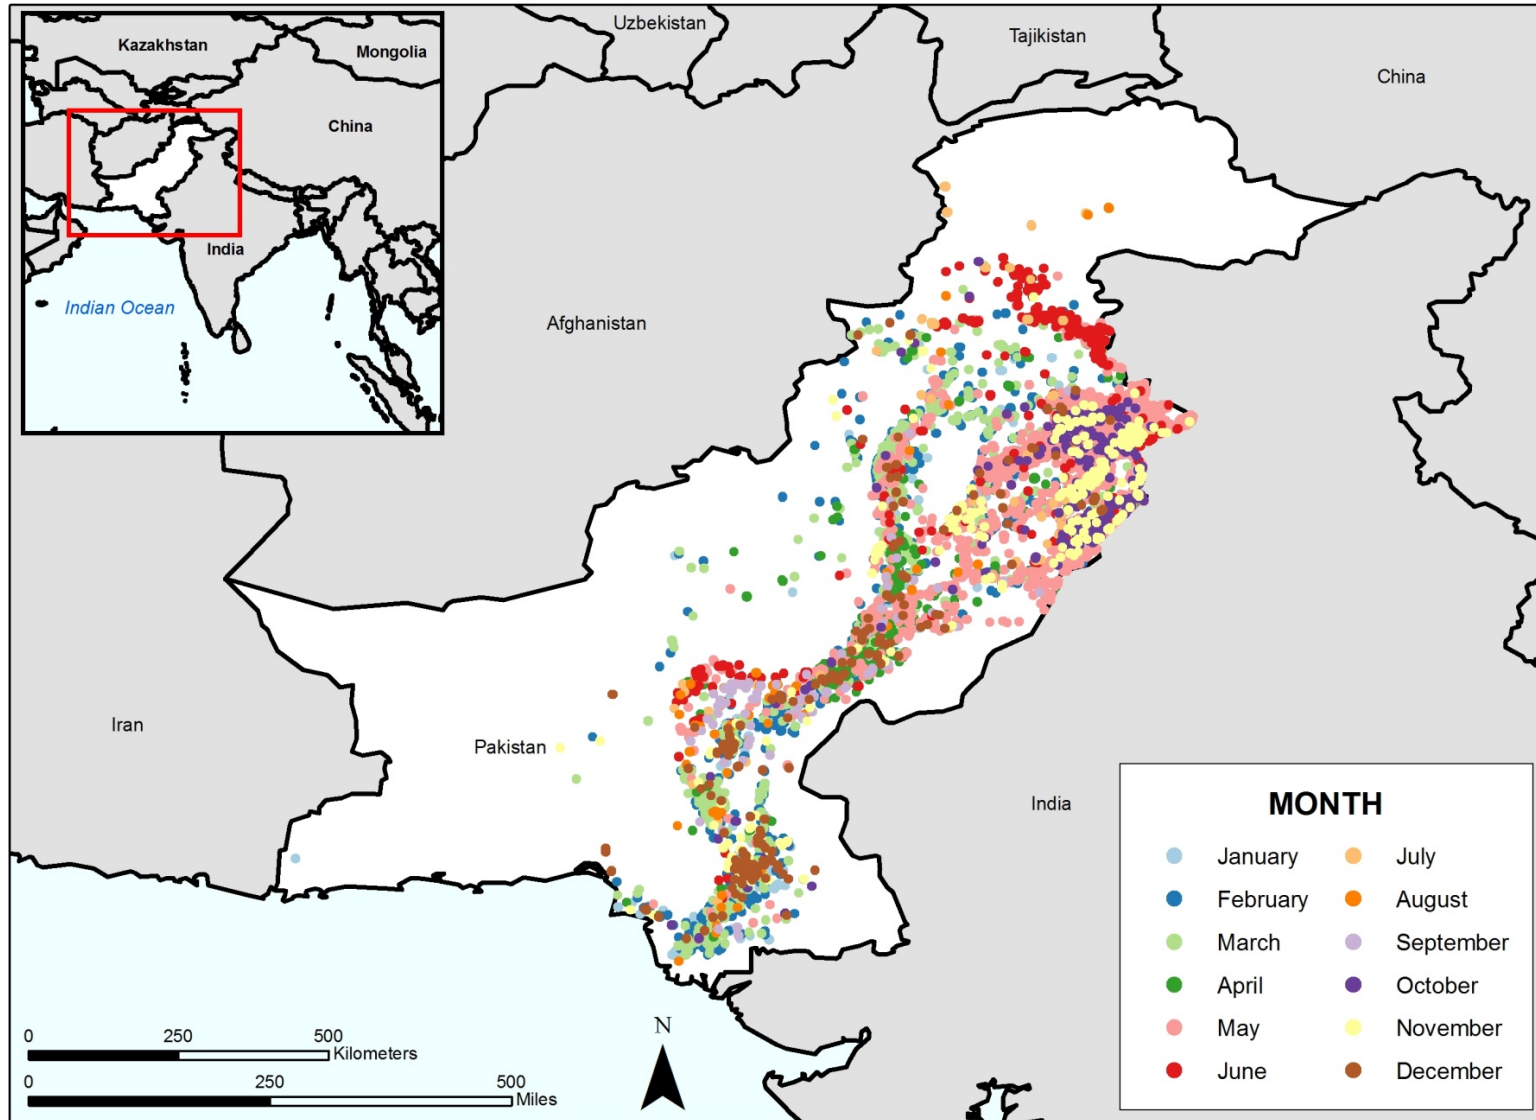 Uzbekistan
Tajikistan
China
Kazakhstan
Mongolia
China
India
Indian Ocean
Afghanistan
Iran
Pakistan
India
MONTH
January
July
February
August
March
September
April
October
May
November
June
December
N
0 250 500
Kilometers
0 250 500
Miles